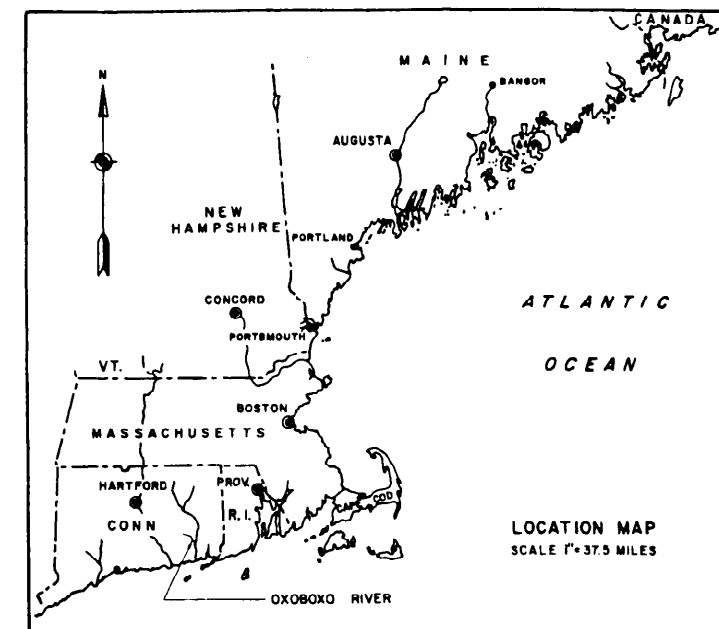 CANADA
MAINE
N
BANGOR
AUGUSTA
NEW
HAMPSHIRE
PORTLAND
CONCORD
ATLANTIC
PORTSMOUTH
OCEAN
VT.
BOSTON
MASSACHUSETTS
HARTFORD
PROV.
CAPE COD
R.I.
CONN
LOCATION MAP
SCALE 1"=37.5 MILES
OXOBOXO RIVER